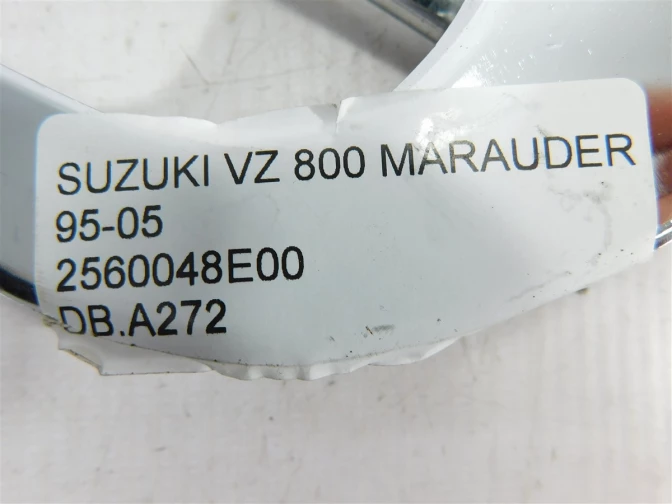 SUZUKI VZ 800 MARAUDER
95-05
2560048E00
DB.A272